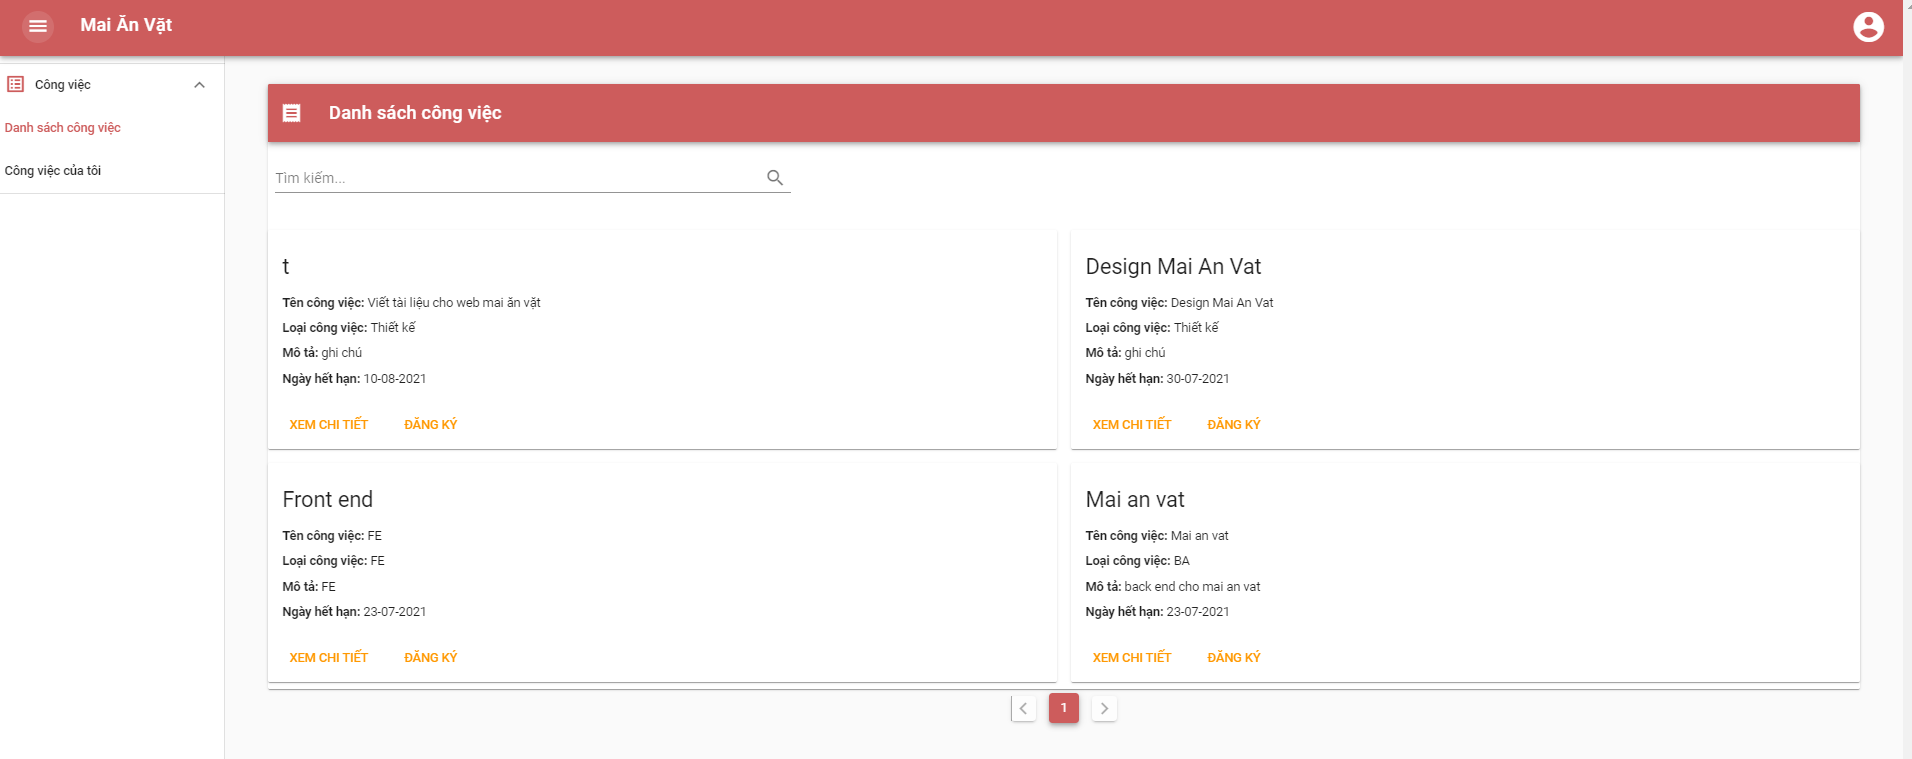 Mai Ăn Vặt
Công việc
Danh sách công việc
Công việc của tôi
Danh sách công việc
Tìm kiếm...
t
Tên công việc: Viết tài liệu cho web mai ăn vặt
Loại công việc: Thiết kế
Mô tả: ghi chú
Ngày hết hạn: 10-08-2021
XEM CHI TIẾT ĐĂNG KÝ
Design Mai An Vat
Tên công việc: Design Mai An Vat
Loại công việc: Thiết kế
Mô tả: ghi chú
Ngày hết hạn: 30-07-2021
XEM CHI TIẾT ĐĂNG KÝ
Front end
Tên công việc: FE
Loại công việc: FE
Mô tả: FE
Ngày hết hạn: 23-07-2021
XEM CHI TIẾT ĐĂNG KÝ
Mai an vat
Tên công việc: Mai an vat
Loại công việc: BA
Mô tả: back end cho mai an vat
Ngày hết hạn: 23-07-2021
XEM CHI TIẾT ĐĂNG KÝ
1